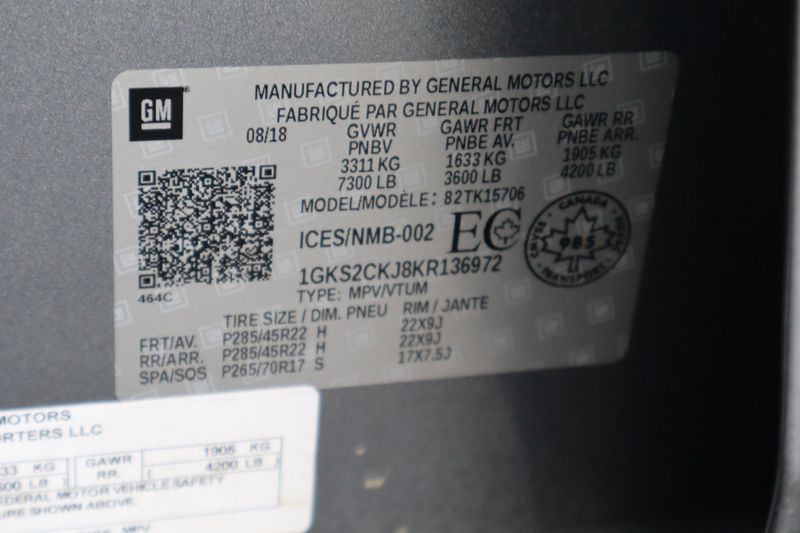 GM
MANUFACTURED BY GENERAL MOTORS LLC
FABRIQUÉ PAR GENERAL MOTORS LLC
08/18 GVWR GAWR FRT GAWR RR
PNBV PNBE AV. PNBE ARR.
3311 KG 1633 KG 1905 KG
7300 LB 3600 LB 4200 LB
MODEL/MODÈLE: 82TK15706
ICES/NMB-002 EC
CANADA
985
TRANSPORT
1GKS2CKJ8KR136972
464C
TYPE: MPV/VTUM
TIRE SIZE / DIM. PNEU RIM / JANTE
FRT/AV. P285/45R22 H 22X9J
RR/ARR. P285/45R22 H 22X9J
SPA/SOS P265/70R17 S 17X7.5J
MOTORS
RTERS LLC
33 KG GAWR 1905 KG
600 LB RR. ( 4200 LB )
EDERAL MOTOR VEHICLE SAFETY
URE SHOWN ABOVE.
MPV